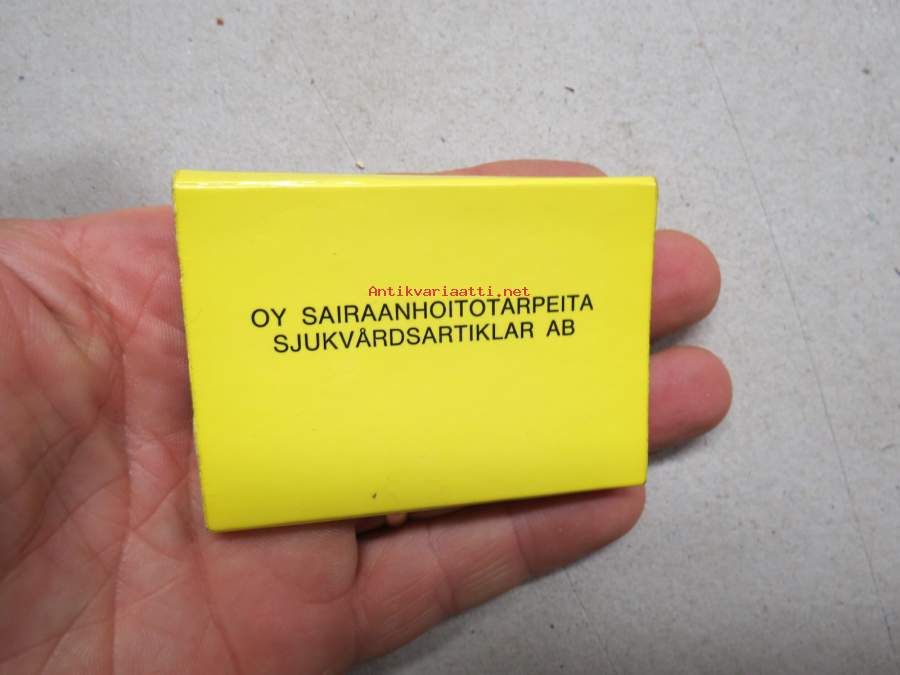 Antikvariaatti.net
OY SAIRAANHOITOTARPEITA
SJUKVÅRDSARTIKLAR AB